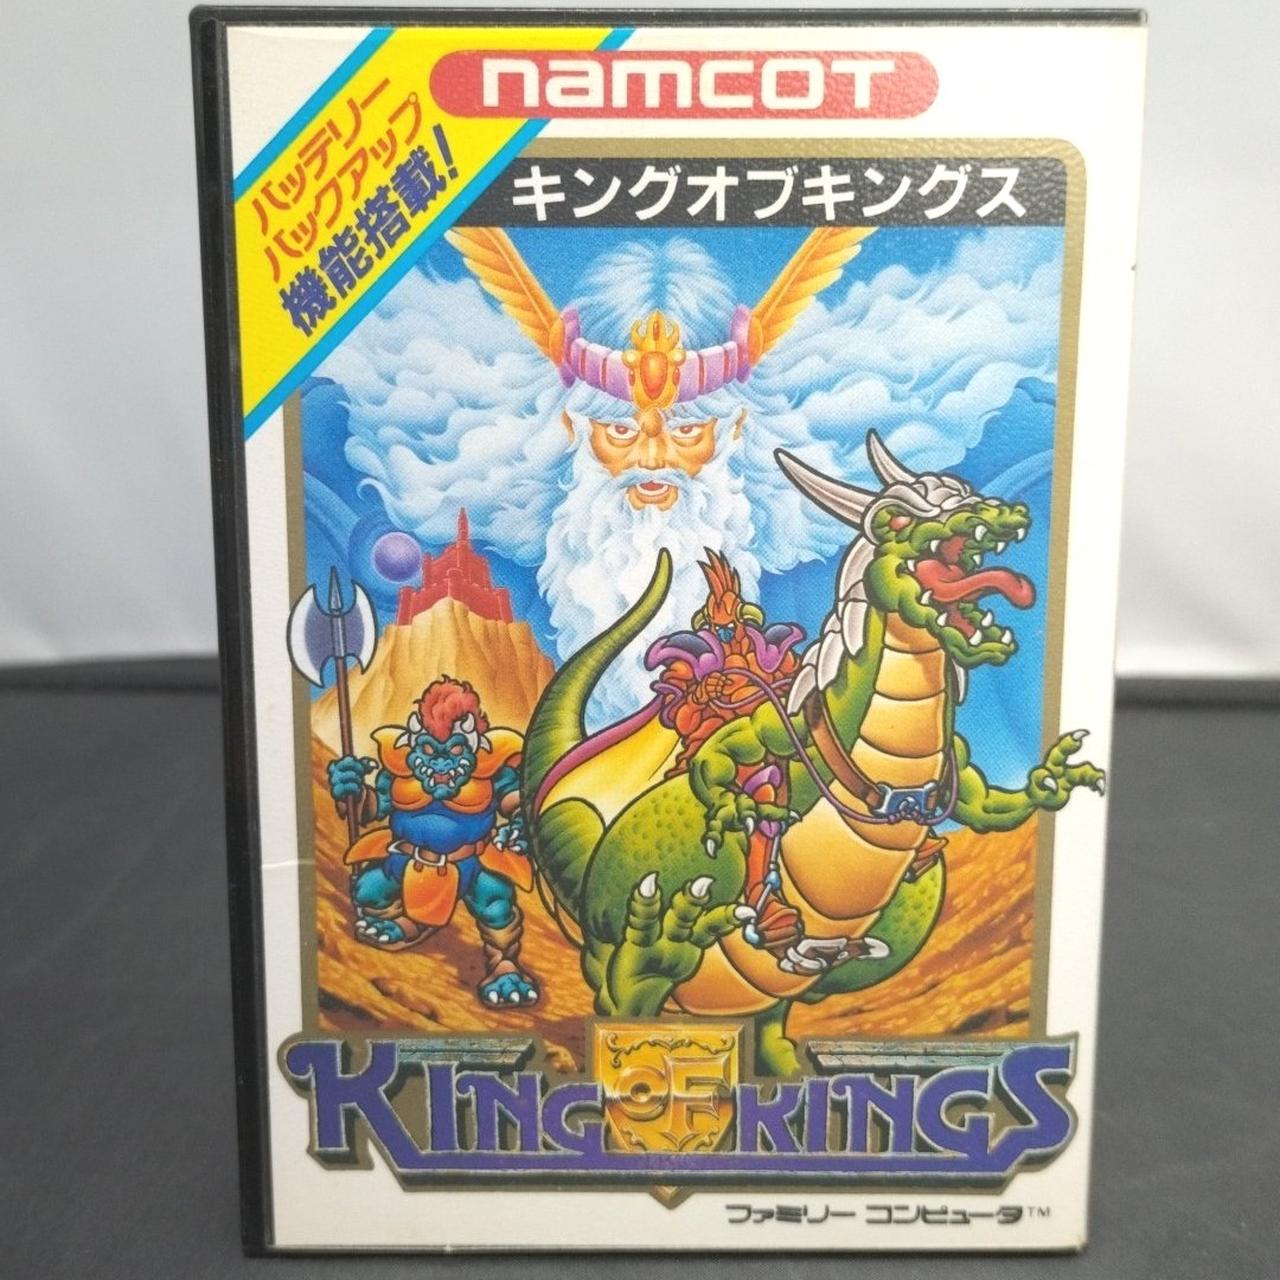 namcoT
バッテリー
バックアップ
機能搭載!
キングオブキングス
KING OF KINGS
ファミリー コンピュータ™